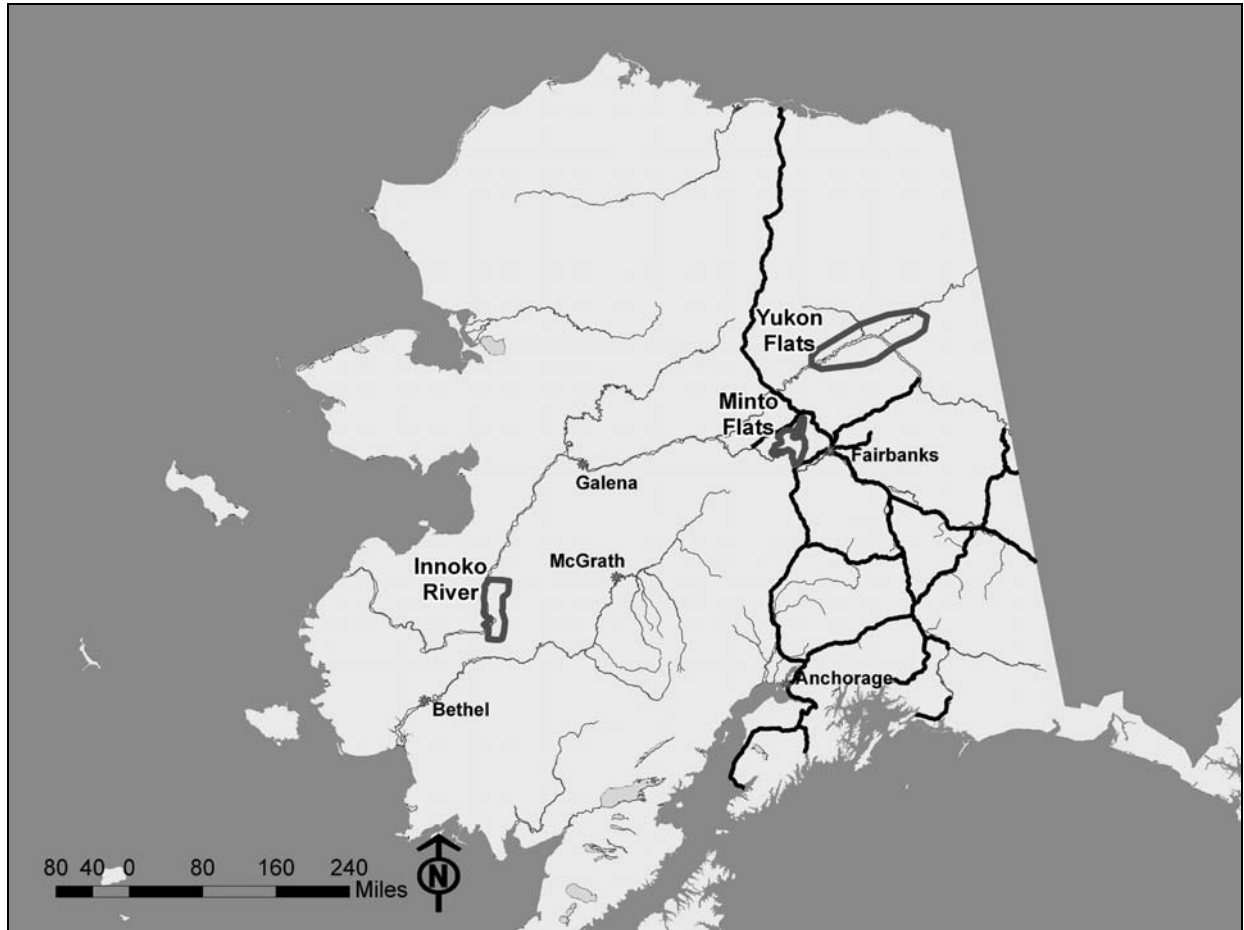 Yukon
Flats
Minto
Flats
Fairbanks
Galena
McGrath
Innoko
River
Anchorage
Bethel
80 40 0 80 160 240
Miles
N